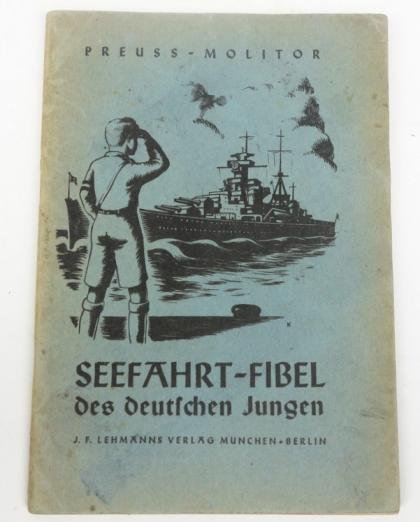 PREUSS-MOLITOR
K
SEEFAHRT-FIBEL
des deutſchen Jungen
J. F. LEHMANNS VERLAG MÜNCHEN • BERLIN